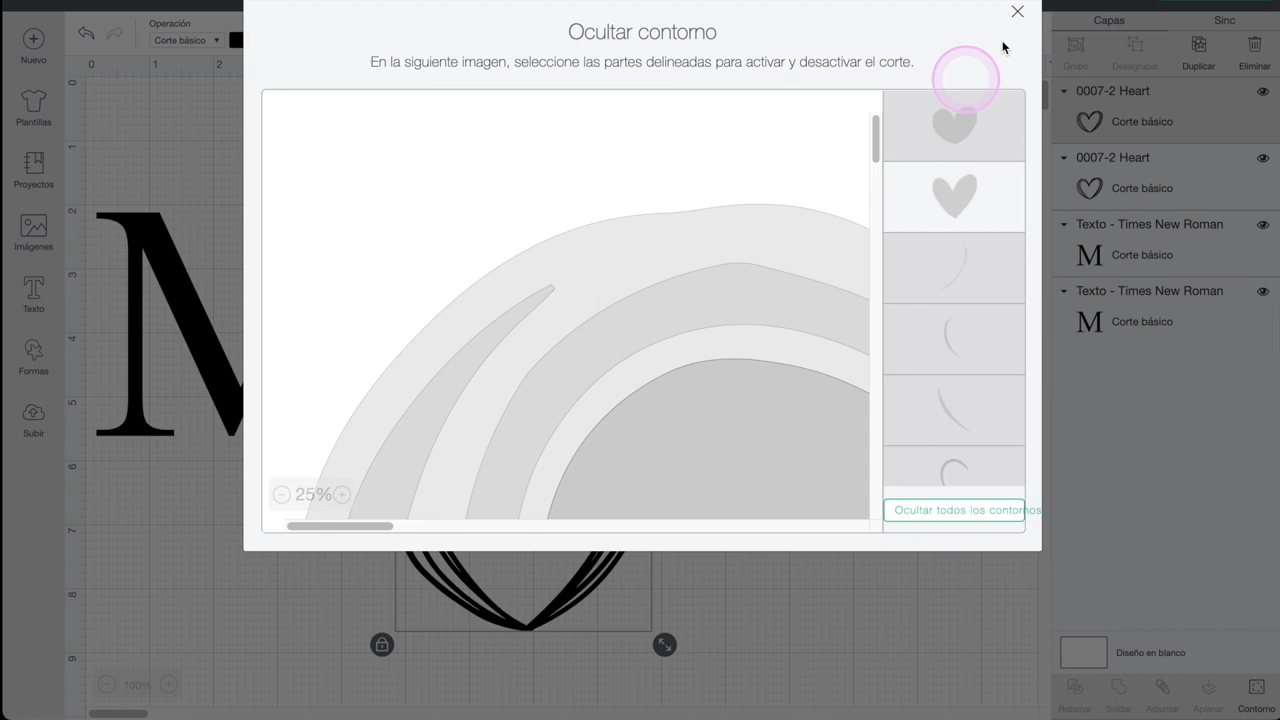 Ocultar contorno
En la siguiente imagen, seleccione las partes delineadas para activar y desactivar el corte.
25%
Ocultar todos los contornos
Operación
Corte básico
0 1 2
0
1
2
3
4
5
6
7
8
9
Nuevo
Plantillas
Proyectos
Imágenes
Texto
Formas
Subir
M
100%
Capas
Sinc
Grupo
Desagrupar
Duplicar
Eliminar
0007-2 Heart
Corte básico
0007-2 Heart
Corte básico
Texto - Times New Roman
M Corte básico
Texto - Times New Roman
M Corte básico
Diseño en blanco
Rebanar
Soldar
Adjuntar
Aplanar
Contorno